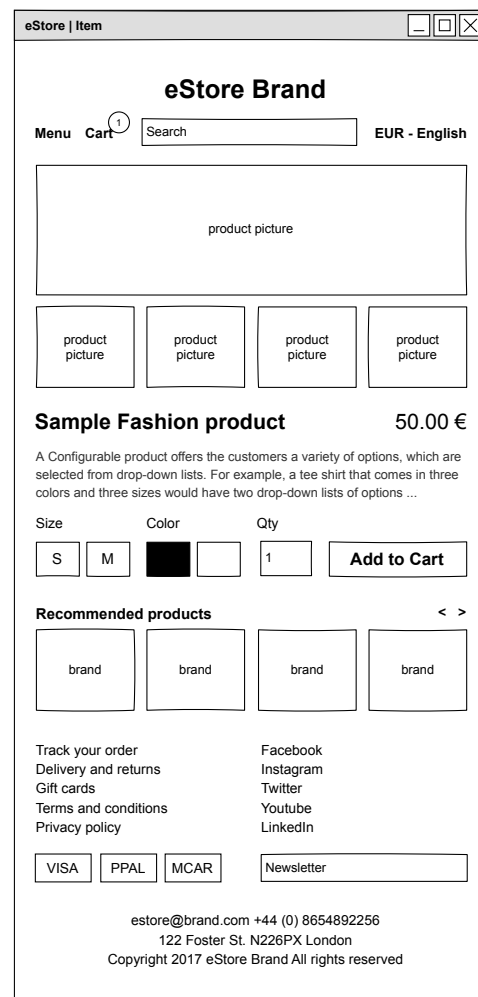 eStore | Item
eStore Brand
Menu Cart 1 Search EUR - English
product picture
product product product product
picture picture picture picture
Sample Fashion product 50.00 €
A Configurable product offers the customers a variety of options, which are
selected from drop-down lists. For example, a tee shirt that comes in three
colors and three sizes would have two drop-down lists of options ...
Size Color Qty
S M 1 Add to Cart
Recommended products < >
brand brand brand brand
Track your order
Delivery and returns
Gift cards
Terms and conditions
Privacy policy
Facebook
Instagram
Twitter
Youtube
LinkedIn
VISA PPAL MCAR Newsletter
estore@brand.com +44 (0) 8654892256
122 Foster St. N226PX London
Copyright 2017 eStore Brand All rights reserved